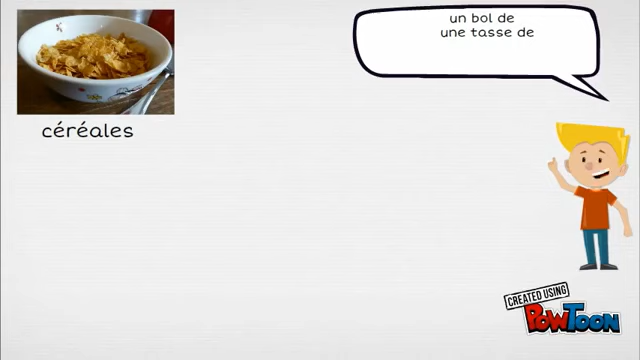 un bol de
une tasse de
céréales
CREATED USING
POWTOON